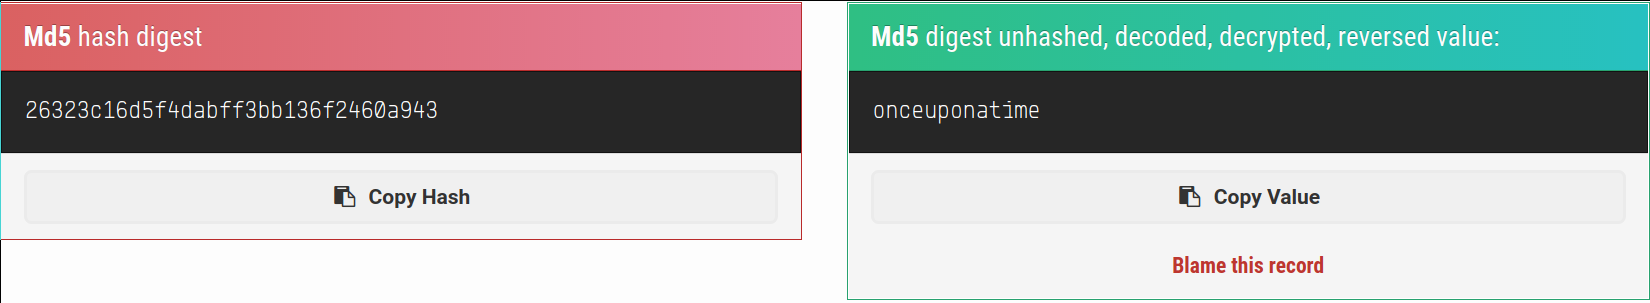 Md5 hash digest
26323c16d5f4dabff3bb136f2460a943
Copy Hash
Md5 digest unhashed, decoded, decrypted, reversed value:
onceuponatime
Copy Value
Blame this record